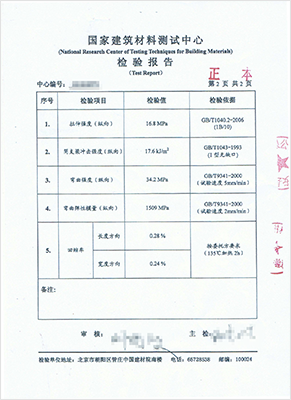 国家建筑材料测试中心
(National Research Center of Testing Techniques for Building Materials)
检验报告
(Test Report)
正本
中心编号:
第2页 共2页
序号 检验项目 检验值 检验依据
1. 拉伸强度(纵向) 16.8 MPa GB/T1040.2-2006
(1B/10)
2. 简支梁冲击强度(纵向) 17.6 kJ/m² GB/T1043-1993
(I型无缺口)
3. 弯曲强度(纵向) 34.2 MPa GB/T9341-2000
(试验速度 5mm/min)
4. 弯曲弹性模量(纵向) 1509 MPa GB/T9341-2000
(试验速度 2mm/min)
5. 回缩率 长度方向 0.28 % 按委托方要求
(135℃加热 2h)
宽度方向 0.24 %
备注:
审核: 主检:
检验单位地址: 北京市朝阳区管庄中国建材院南楼 电话: 65728538 邮编: 100024